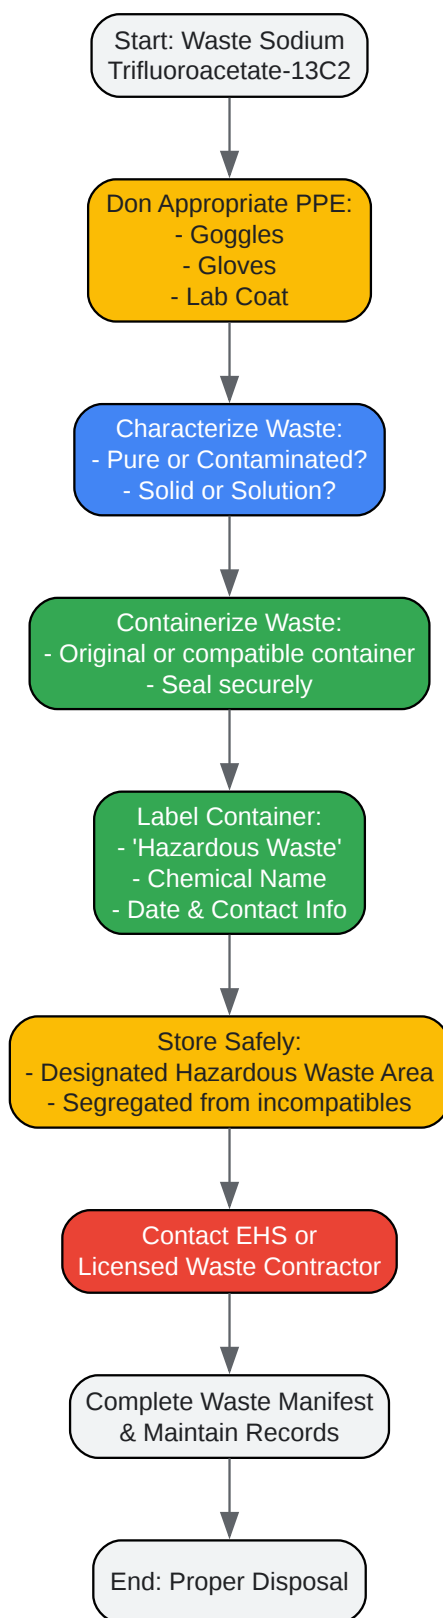 Start: Waste Sodium
Trifluoroacetate-13C2
Don Appropriate PPE:
- Goggles
- Gloves
- Lab Coat
Characterize Waste:
- Pure or Contaminated?
- Solid or Solution?
Containerize Waste:
- Original or compatible container
- Seal securely
Label Container:
- 'Hazardous Waste'
- Chemical Name
- Date & Contact Info
Store Safely:
- Designated Hazardous Waste Area
- Segregated from incompatibles
Contact EHS or
Licensed Waste Contractor
Complete Waste Manifest
& Maintain Records
End: Proper Disposal